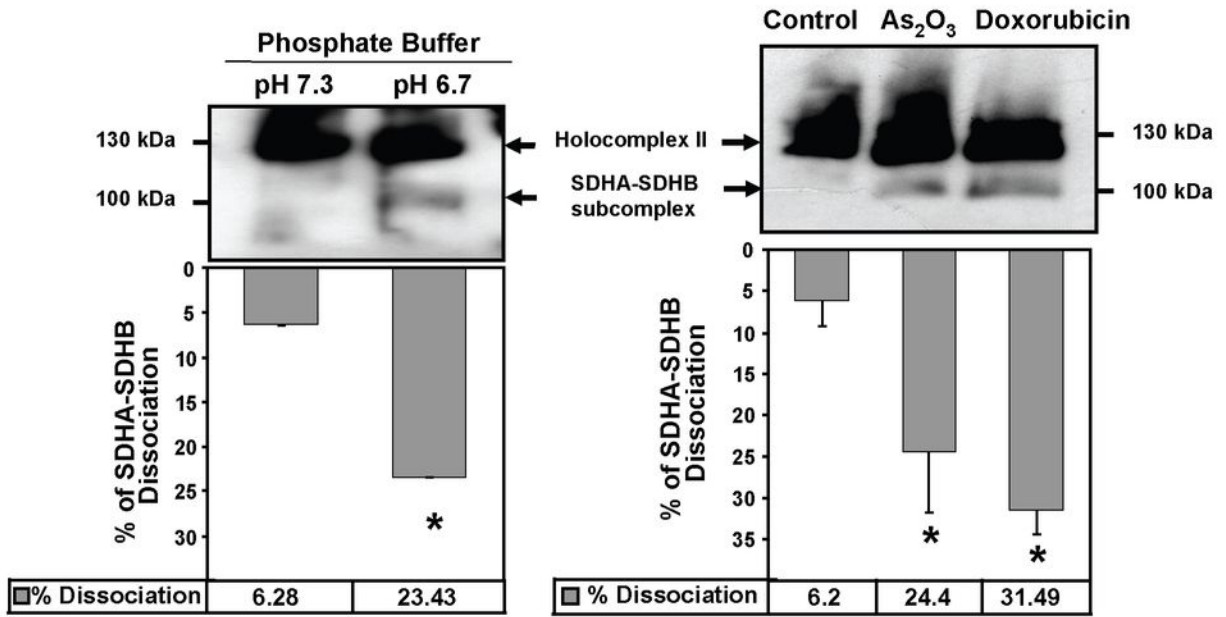 Phosphate Buffer
pH 7.3 pH 6.7
130 kDa
100 kDa
Holocomplex II
SDHA-SDHB
subcomplex
Control As₂O₃ Doxorubicin
130 kDa
100 kDa
% of SDHA-SDHB
Dissociation
0
5
10
15
20
25
30
*
% Dissociation 6.28 23.43
% of SDHA-SDHB
Dissociation
0
5
10
15
20
25
30
35
* *
% Dissociation 6.2 24.4 31.49